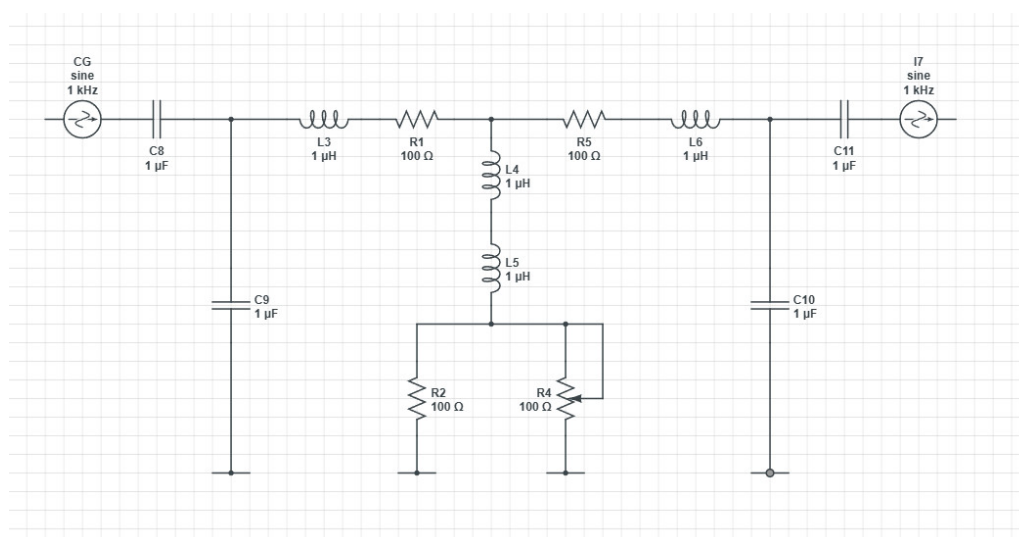 CG
sine
1 kHz
I7
sine
1 kHz
C8
1 µF
L3
1 µH
R1
100 Ω
R5
100 Ω
L6
1 µH
C11
1 µF
L4
1 µH
L5
1 µH
C9
1 µF
C10
1 µF
R2
100 Ω
R4
100 Ω